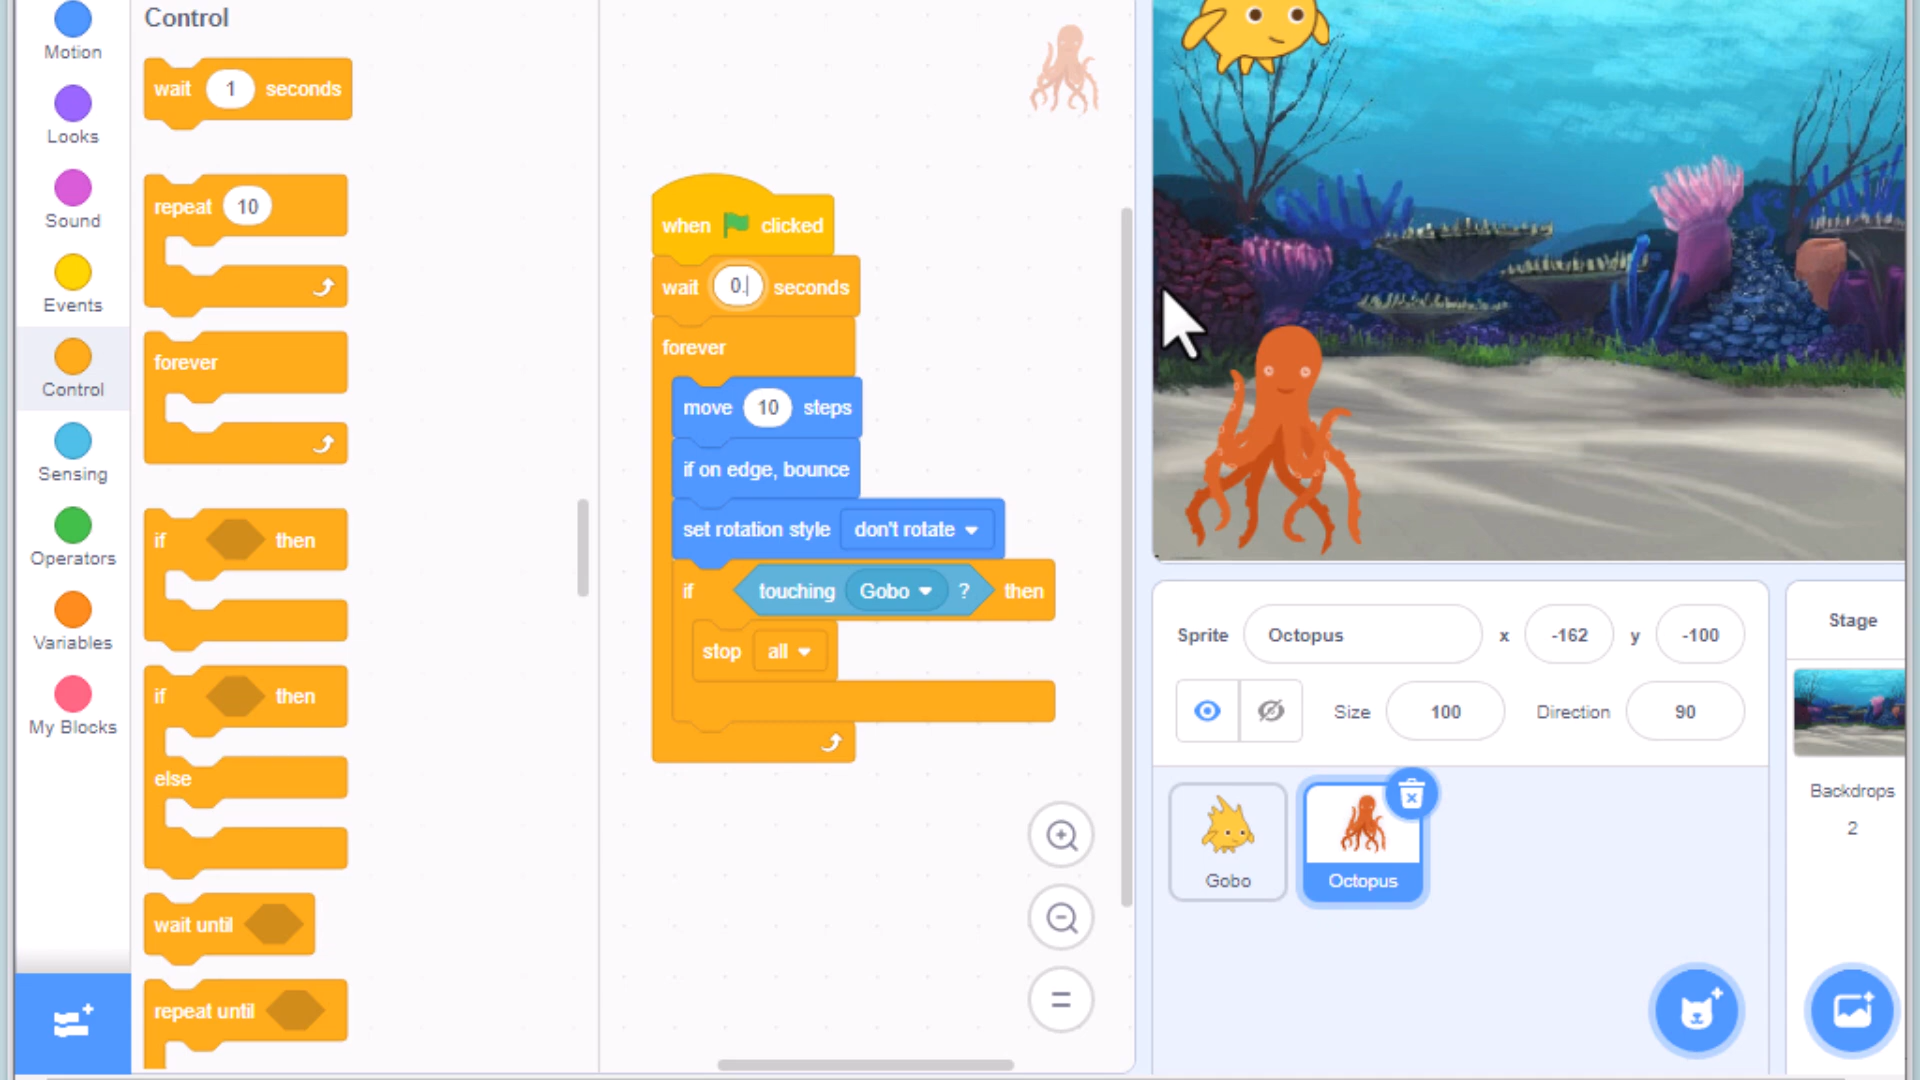 Motion
Looks
Sound
Events
Control
Sensing
Operators
Variables
My Blocks
Control
wait 1 seconds
repeat 10
forever
if then
if then
else
wait until
repeat until
when clicked
wait 0. seconds
forever
move 10 steps
if on edge, bounce
set rotation style don't rotate
if touching Gobo ? then
stop all
Sprite Octopus x -162 y -100
Size 100 Direction 90
Gobo
Octopus
Stage
Backdrops
2